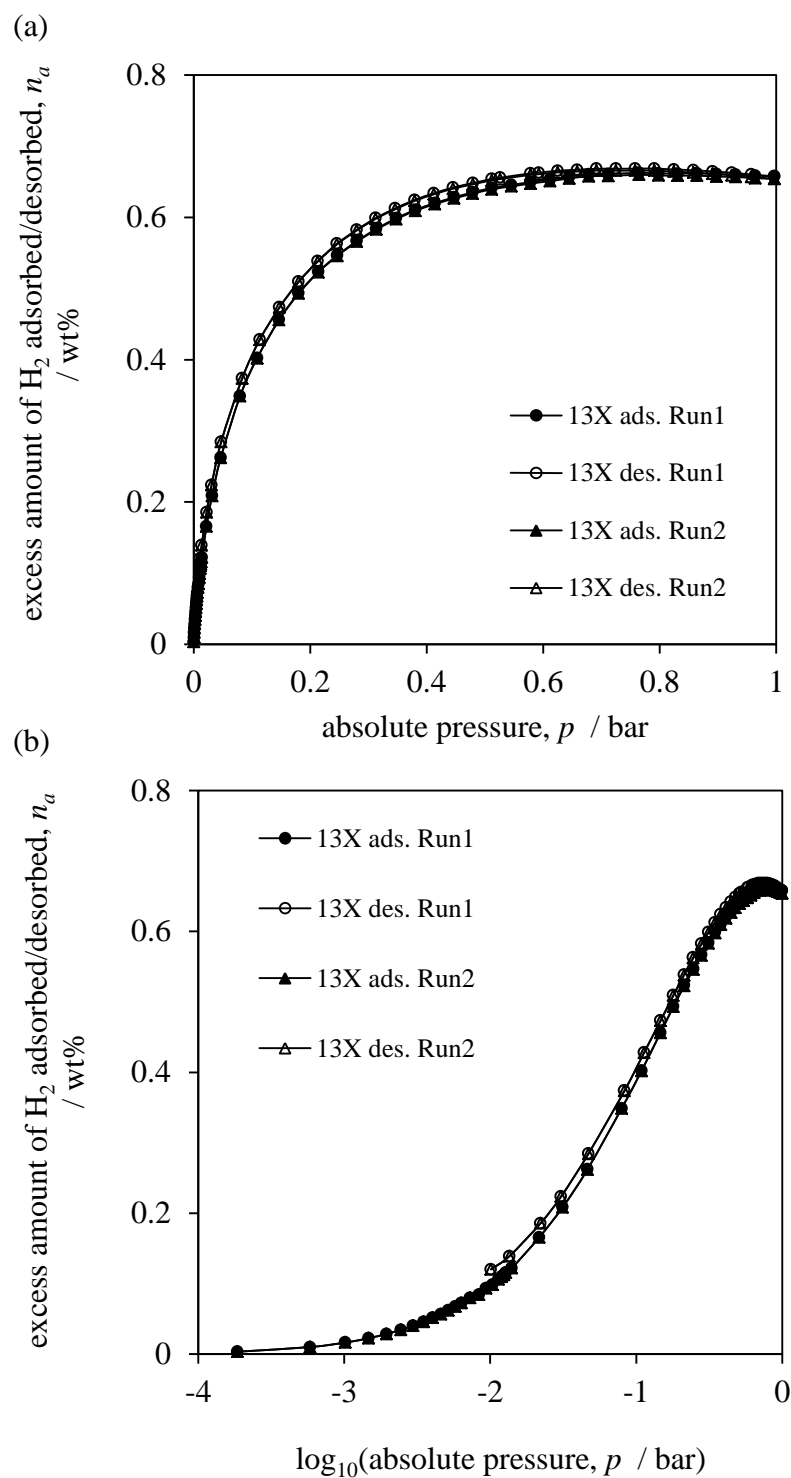 (a)
excess amount of H₂ adsorbed/desorbed, nₐ
/ wt%
0.8
0.6
0.4
0.2
0
13X ads. Run1
13X des. Run1
13X ads. Run2
13X des. Run2
0 0.2 0.4 0.6 0.8 1
absolute pressure, p / bar
(b)
excess amount of H₂ adsorbed/desorbed, nₐ
/ wt%
0.8
0.6
0.4
0.2
0
13X ads. Run1
13X des. Run1
13X ads. Run2
13X des. Run2
-4 -3 -2 -1 0
log₁₀(absolute pressure, p / bar)